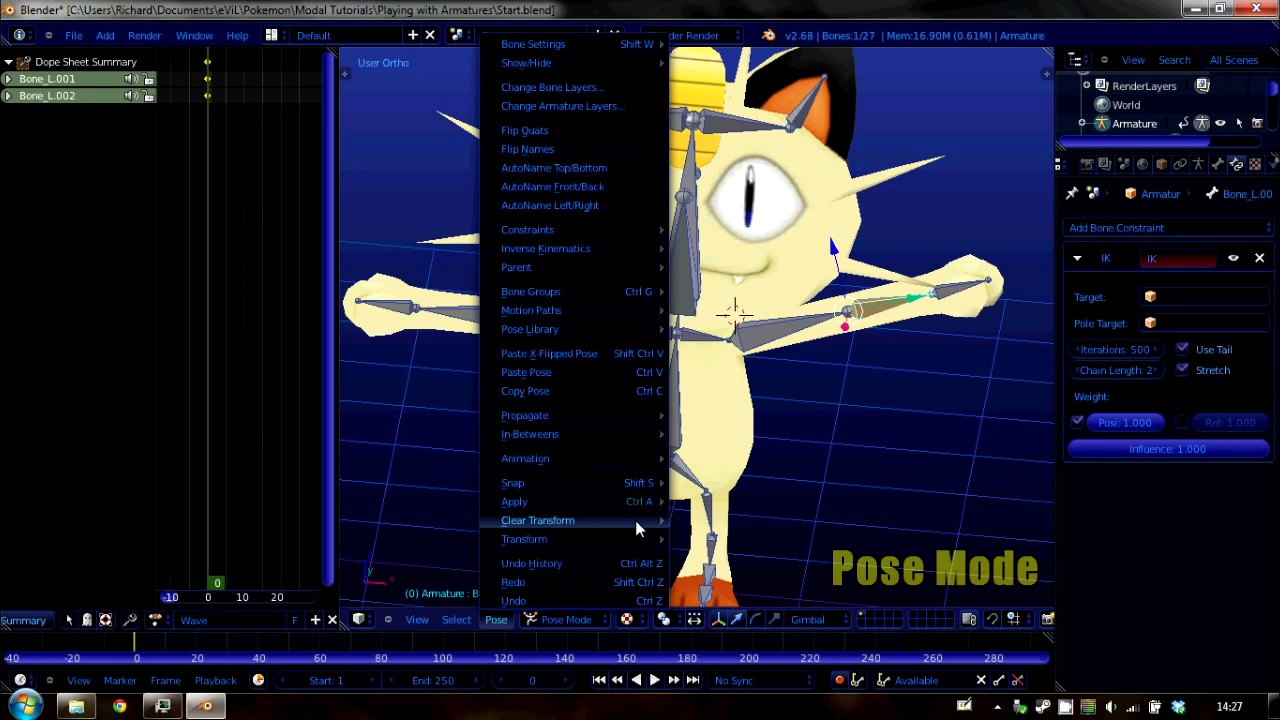 Blender* [C:\Users\Richard\Documents\eViL\Pokemon\Modal Tutorials\Playing with Armatures\Start.blend]
File Add Render Window Help Default Render v2.68 | Bones:1/27 | Mem:16.90M (0.61M) | Armature View Search All Scenes
Dope Sheet Summary
Bone_L.001
Bone_L.002
-10 0 10 20
0
User Ortho
Bone Settings Shift W
Show/Hide
Change Bone Layers...
Change Armature Layers...
Flip Quats
Flip Names
AutoName Top/Bottom
AutoName Front/Back
AutoName Left/Right
Constraints
Inverse Kinematics
Parent
Bone Groups Ctrl G
Motion Paths
Pose Library
Paste X-Flipped Pose Shift Ctrl V
Paste Pose Ctrl V
Copy Pose Ctrl C
Propagate
In-Betweens
Animation
Snap Shift S
Apply Ctrl A
Clear Transform
Transform
Undo History Ctrl Alt Z
Redo Shift Ctrl Z
Undo Ctrl Z
(0) Armature : B
y
x
Pose Mode
RenderLayers
World
Armature
Armatur Bone_L.00
Add Bone Constraint
IK IK
Target:
Pole Target:
Iterations: 500 Use Tail
Chain Length: 2 Stretch
Weight:
Posi: 1.000 Rot: 1.000
Influence: 1.000
Summary Wave F View Select Pose Pose Mode Gimbal
-40 -20 0 20 40 60 80 100 120 140 160 180 200 220 240 260 280
View Marker Frame Playback Start: 1 End: 250 0 No Sync Available
14:27